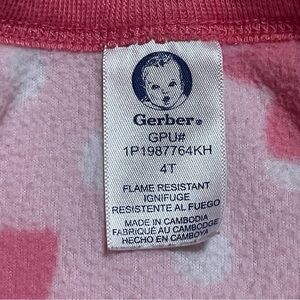 Gerber®
GPU#
1P1987764KH
4T
FLAME RESISTANT
IGNIFUGE
RESISTENTE AL FUEGO
MADE IN CAMBODIA
FABRIQUÉ AU CAMBODGE
HECHO EN CAMBOYA